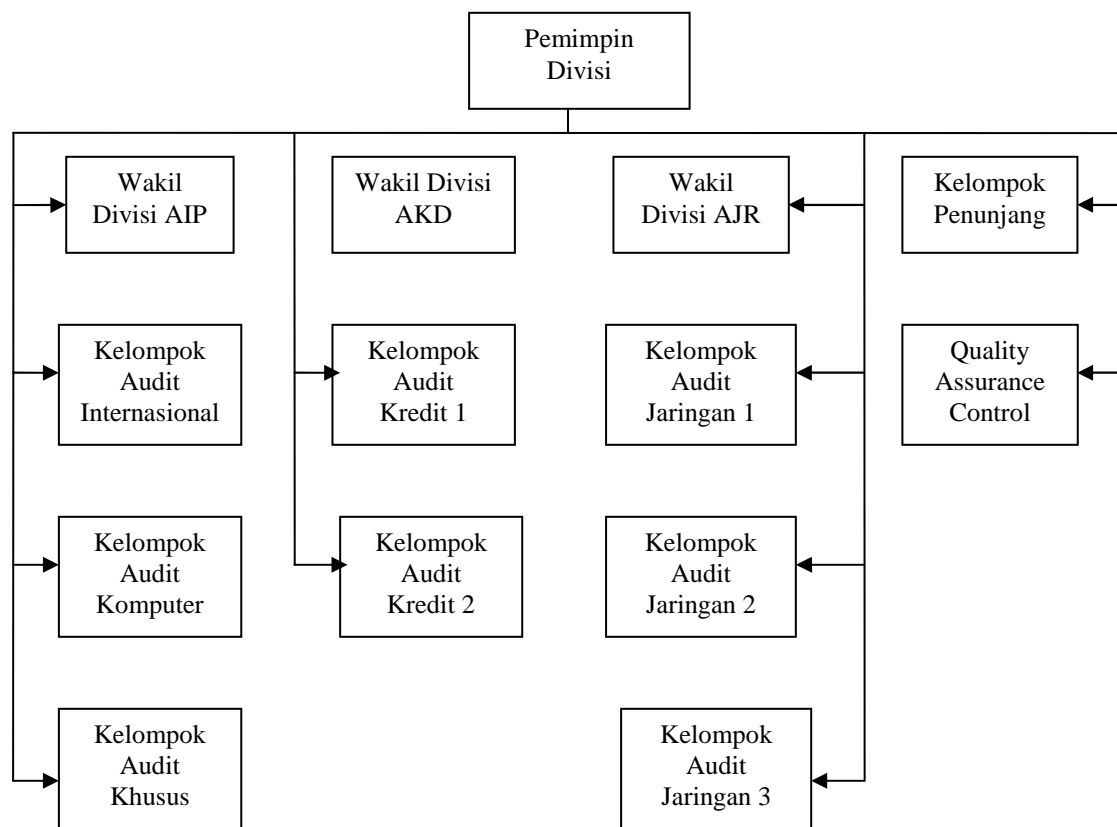 Pemimpin
Divisi
Wakil
Divisi AIP
Wakil Divisi
AKD
Wakil
Divisi AJR
Kelompok
Penunjang
Kelompok
Audit
Internasional
Kelompok
Audit
Kredit 1
Kelompok
Audit
Jaringan 1
Quality
Assurance
Control
Kelompok
Audit
Komputer
Kelompok
Audit
Kredit 2
Kelompok
Audit
Jaringan 2
Kelompok
Audit
Khusus
Kelompok
Audit
Jaringan 3